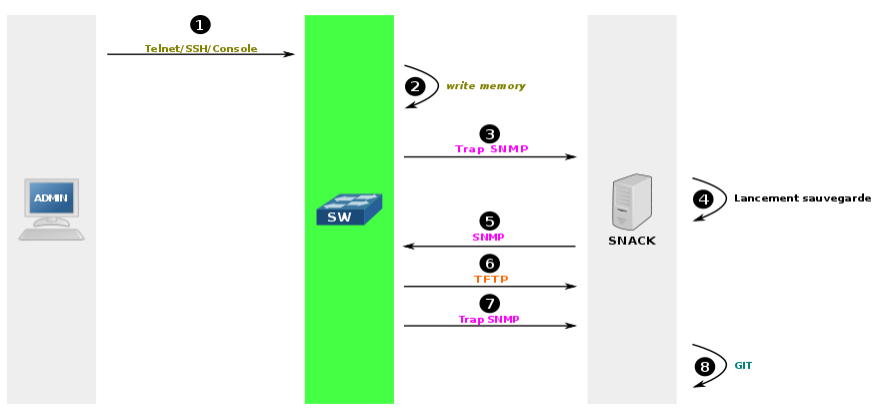 1
Telnet/SSH/Console
2
write memory
3
Trap SNMP
ADMIN
SW
SNACK
4
Lancement sauvegarde
5
SNMP
6
TFTP
7
Trap SNMP
8
GIT